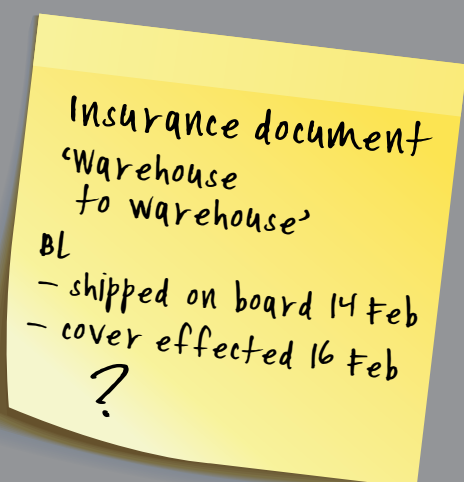 Insurance document
‘Warehouse
to warehouse’
BL
– shipped on board 14 Feb
– cover effected 16 Feb
?